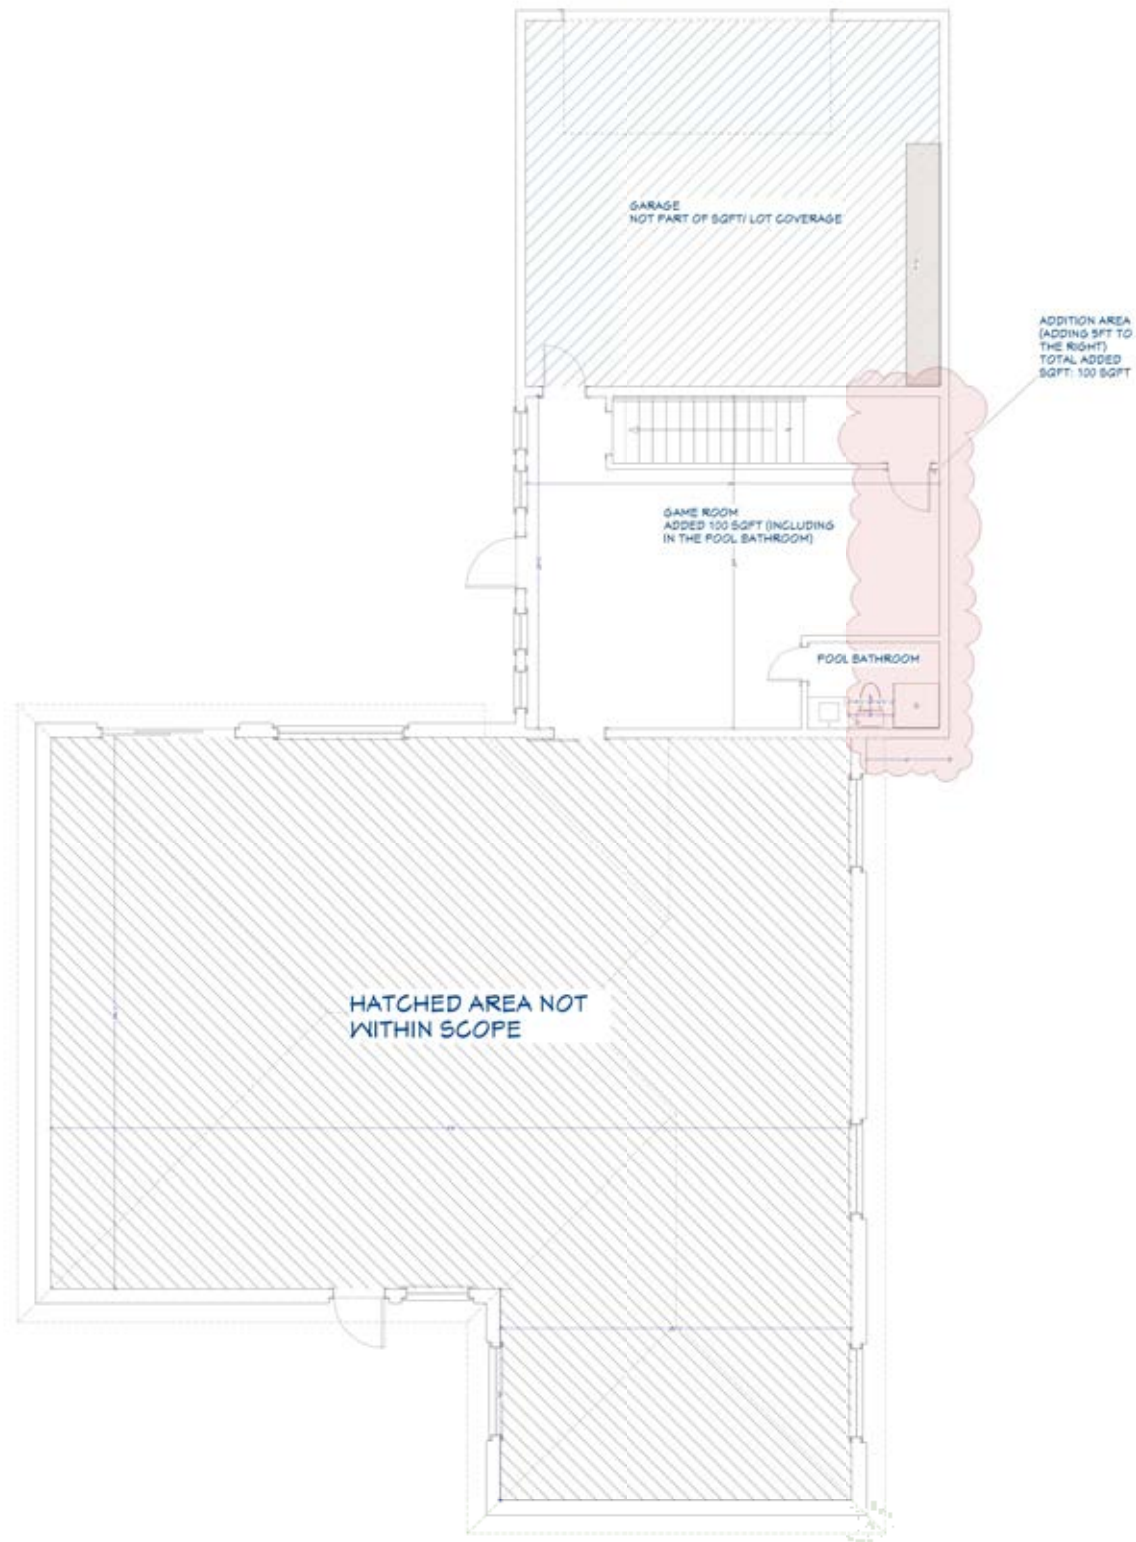 GARAGE
NOT PART OF SQFT/ LOT COVERAGE
ADDITION AREA
(ADDING 5FT TO
THE RIGHT)
TOTAL ADDED
SQFT: 100 SQFT
GAME ROOM
ADDED 100 SQFT (INCLUDING
IN THE POOL BATHROOM)
POOL BATHROOM
HATCHED AREA NOT
WITHIN SCOPE